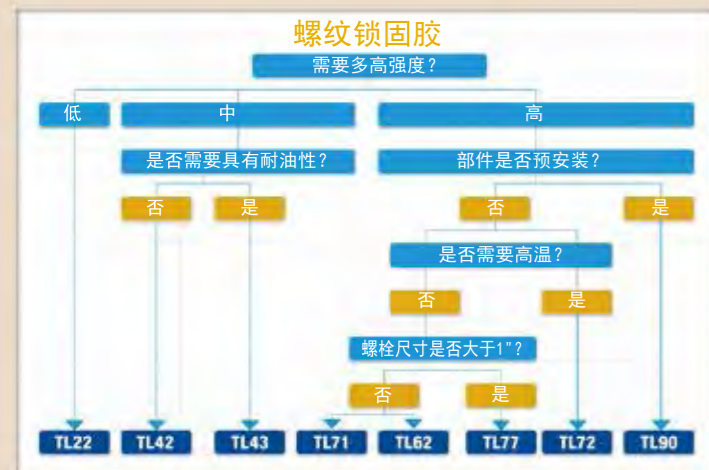 螺纹锁固胶
需要多高强度？
低 中 高
是否需要具有耐油性？ 部件是否预安装？
否 是 否 是
是否需要高温？
否 是
螺栓尺寸是否大于1"？
否 是
TL22 TL42 TL43 TL71 TL62 TL77 TL72 TL90